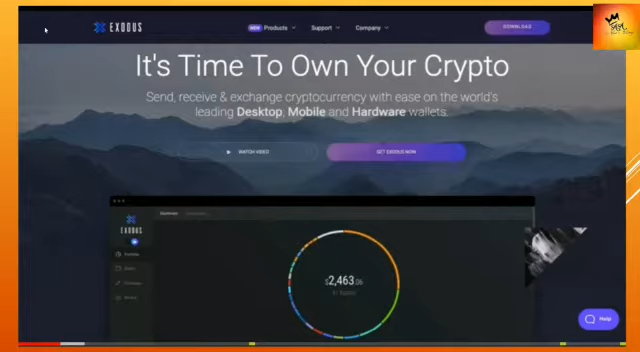 EXODUS
NEW Products
Support
Company
DOWNLOAD
It's Time To Own Your Crypto
Send, receive & exchange cryptocurrency with ease on the world's
leading Desktop, Mobile and Hardware wallets.
WATCH VIDEO
GET EXODUS NOW
EXODUS
Portfolio
$2,463.06
Help